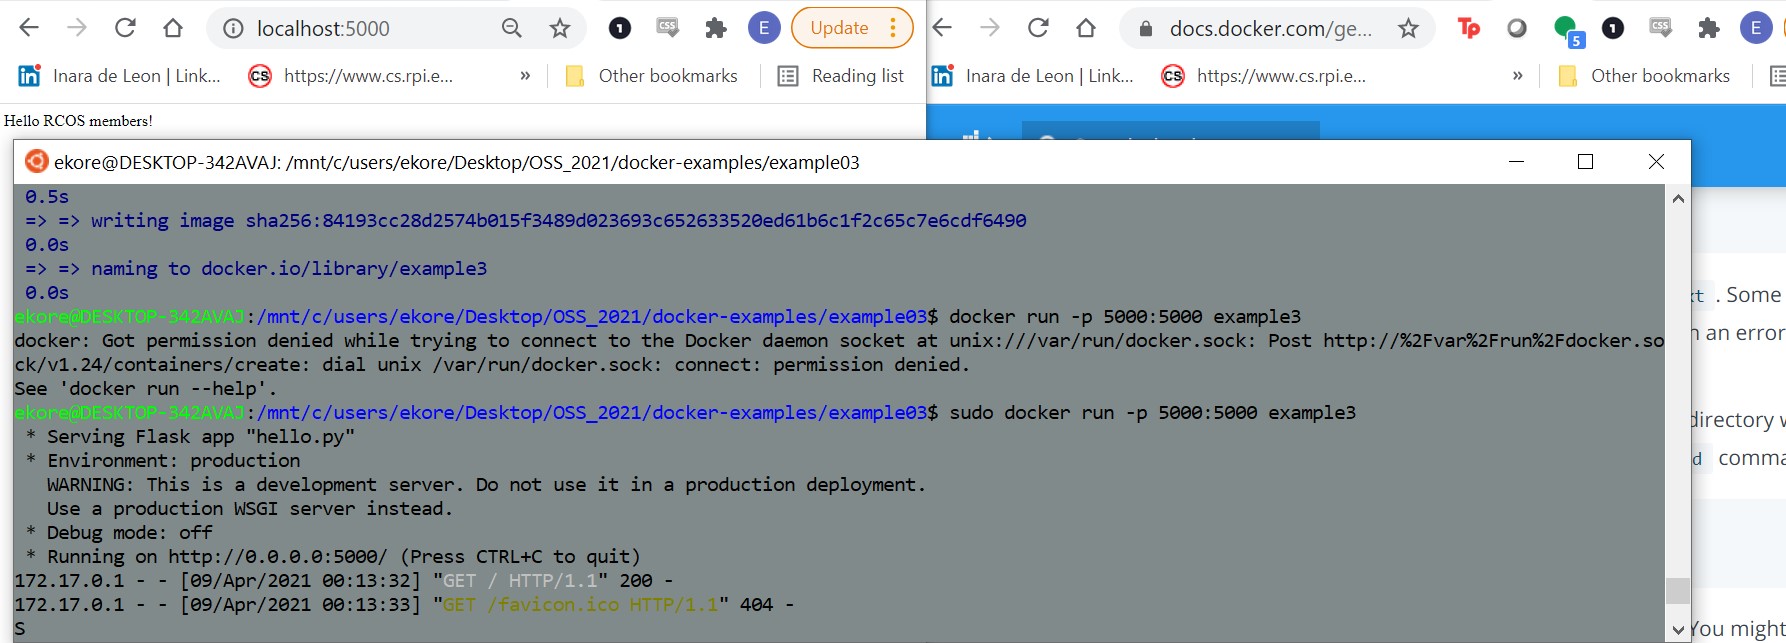 localhost:5000
E
Update
docs.docker.com/ge...
Tp
5
E
Inara de Leon | Link...
CS
https://www.cs.rpi.e...
»
Other bookmarks
Reading list
Inara de Leon | Link...
CS
https://www.cs.rpi.e...
»
Other bookmarks
Hello RCOS members!
ekore@DESKTOP-342AVAJ: /mnt/c/users/ekore/Desktop/OSS_2021/docker-examples/example03
0.5s
=> => writing image sha256:84193cc28d2574b015f3489d023693c652633520ed61b6c1f2c65c7e6cdf6490
0.0s
=> => naming to docker.io/library/example3
0.0s
ekore@DESKTOP-342AVAJ:/mnt/c/users/ekore/Desktop/OSS_2021/docker-examples/example03$ docker run -p 5000:5000 example3
docker: Got permission denied while trying to connect to the Docker daemon socket at unix:///var/run/docker.sock: Post http://%2Fvar%2Frun%2Fdocker.so
ck/v1.24/containers/create: dial unix /var/run/docker.sock: connect: permission denied.
See 'docker run --help'.
ekore@DESKTOP-342AVAJ:/mnt/c/users/ekore/Desktop/OSS_2021/docker-examples/example03$ sudo docker run -p 5000:5000 example3
* Serving Flask app "hello.py"
* Environment: production
WARNING: This is a development server. Do not use it in a production deployment.
Use a production WSGI server instead.
* Debug mode: off
* Running on http://0.0.0.0:5000/ (Press CTRL+C to quit)
172.17.0.1 - - [09/Apr/2021 00:13:32] "GET / HTTP/1.1" 200 -
172.17.0.1 - - [09/Apr/2021 00:13:33] "GET /favicon.ico HTTP/1.1" 404 -
S
xt . Some
n an error
directory w
d comma
You might